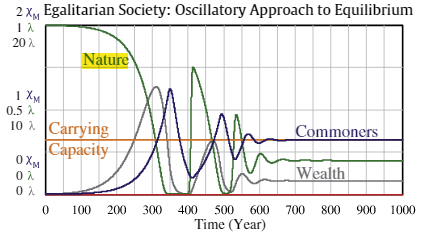 Egalitarian Society: Oscillatory Approach to Equilibrium
2 χM
1 λ
20 λ
Nature
1 χM
0.5 λ
10 λ
Carrying
Capacity
Commoners
0 χM
0 λ
0 λ
Wealth
0 100 200 300 400 500 600 700 800 900 1000
Time (Year)